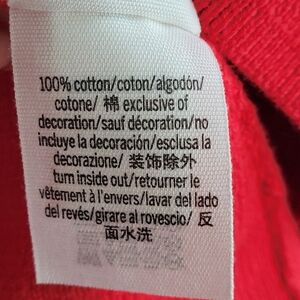 100% cotton/coton/algodón/
cotone/ 棉 exclusive of
decoration/sauf décoration/no
incluye la decoración/esclusa la
decorazione/ 装饰除外
turn inside out/retourner le
vêtement à l'envers/lavar del lado
del revés/girare al rovescio/ 反
面水洗